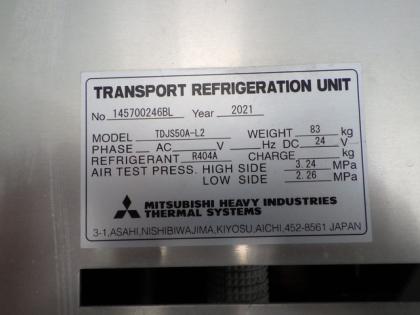 TRANSPORT REFRIGERATION UNIT
No 145700246BL Year 2021
MODEL TDJS50A-L2 WEIGHT 83 kg
PHASE AC V Hz DC 24 V
REFRIGERANT R404A CHARGE kg
AIR TEST PRESS. HIGH SIDE 3.24 MPa
LOW SIDE 2.26 MPa
MITSUBISHI HEAVY INDUSTRIES
THERMAL SYSTEMS
3-1,ASAHI,NISHIBIWAJIMA,KIYOSU,AICHI,452-8561 JAPAN